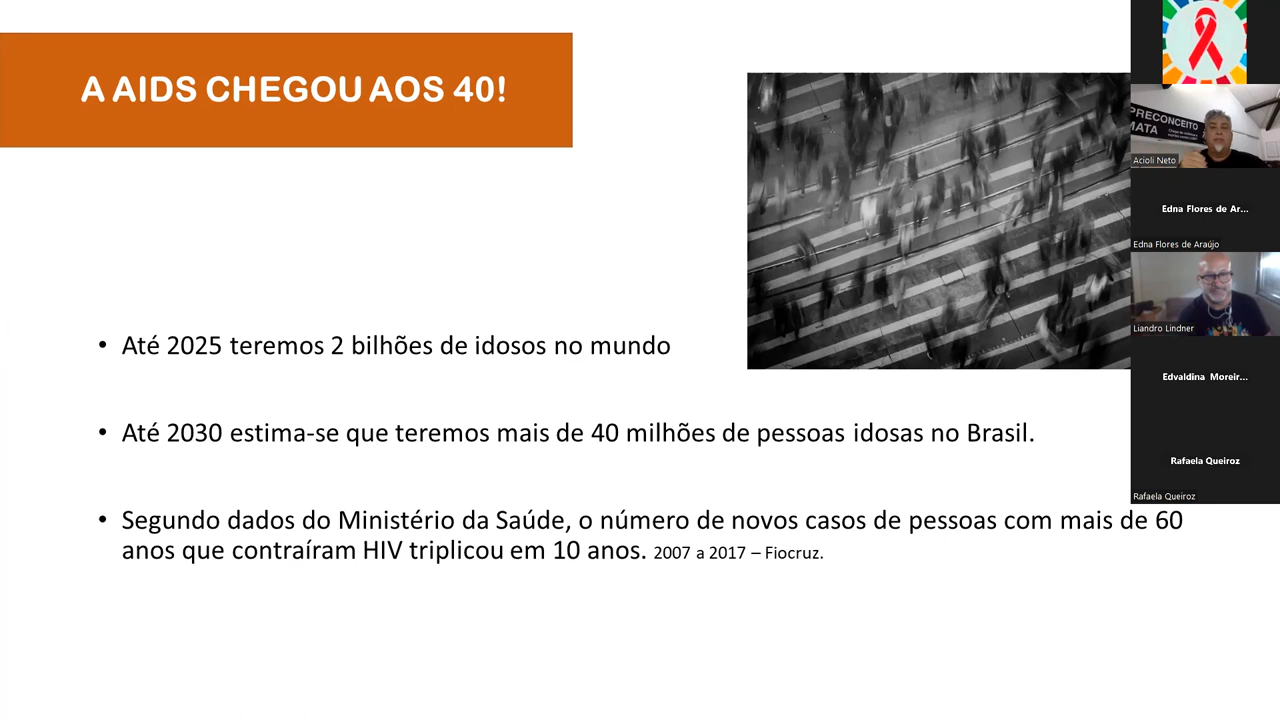 A AIDS CHEGOU AOS 40!
• Até 2025 teremos 2 bilhões de idosos no mundo
• Até 2030 estima-se que teremos mais de 40 milhões de pessoas idosas no Brasil.
• Segundo dados do Ministério da Saúde, o número de novos casos de pessoas com mais de 60
anos que contraíram HIV triplicou em 10 anos. 2007 a 2017 – Fiocruz.
PRECONCEITO
MATA
Acioli Neto
Edna Flores de Ar...
Edna Flores de Araújo
Liandro Lindner
Edvaldina Moreir...
Rafaela Queiroz
Rafaela Queiroz